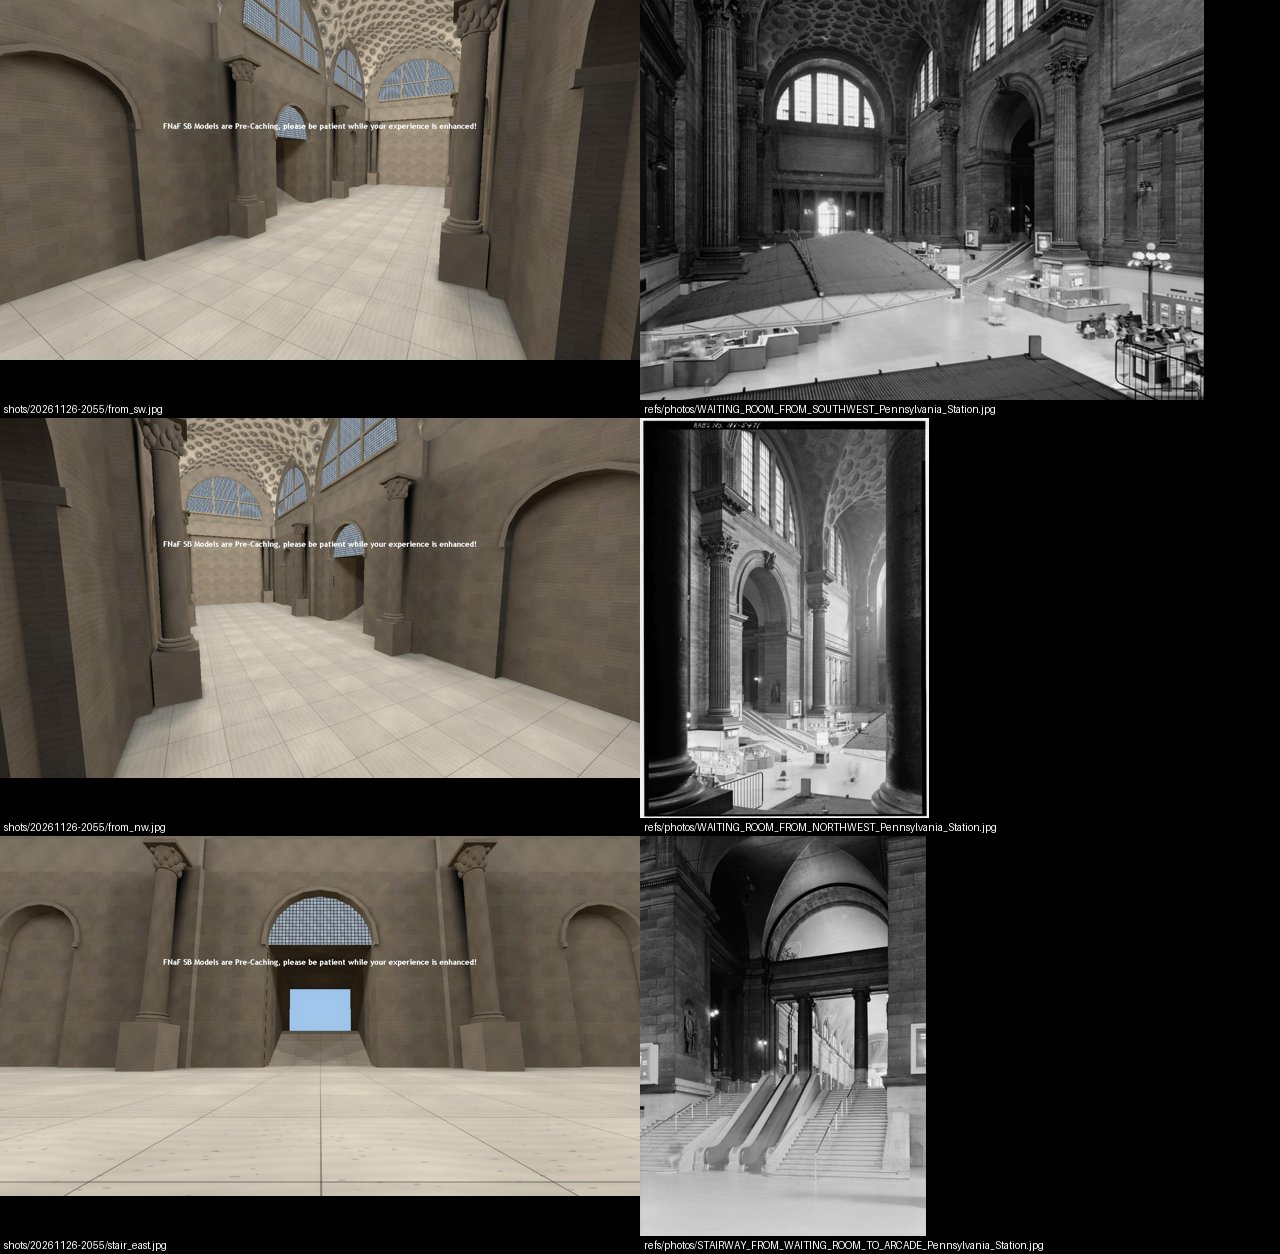 FNaF SB Models are Pre-Caching, please be patient while your experience is enhanced!
shots/20261126-2055/from_sw.jpg
refs/photos/WAITING_ROOM_FROM_SOUTHWEST_Pennsylvania_Station.jpg
FNaF SB Models are Pre-Caching, please be patient while your experience is enhanced!
shots/20261126-2055/from_nw.jpg
refs/photos/WAITING_ROOM_FROM_NORTHWEST_Pennsylvania_Station.jpg
FNaF SB Models are Pre-Caching, please be patient while your experience is enhanced!
shots/20261126-2055/stair_east.jpg
refs/photos/STAIRWAY_FROM_WAITING_ROOM_TO_ARCADE_Pennsylvania_Station.jpg